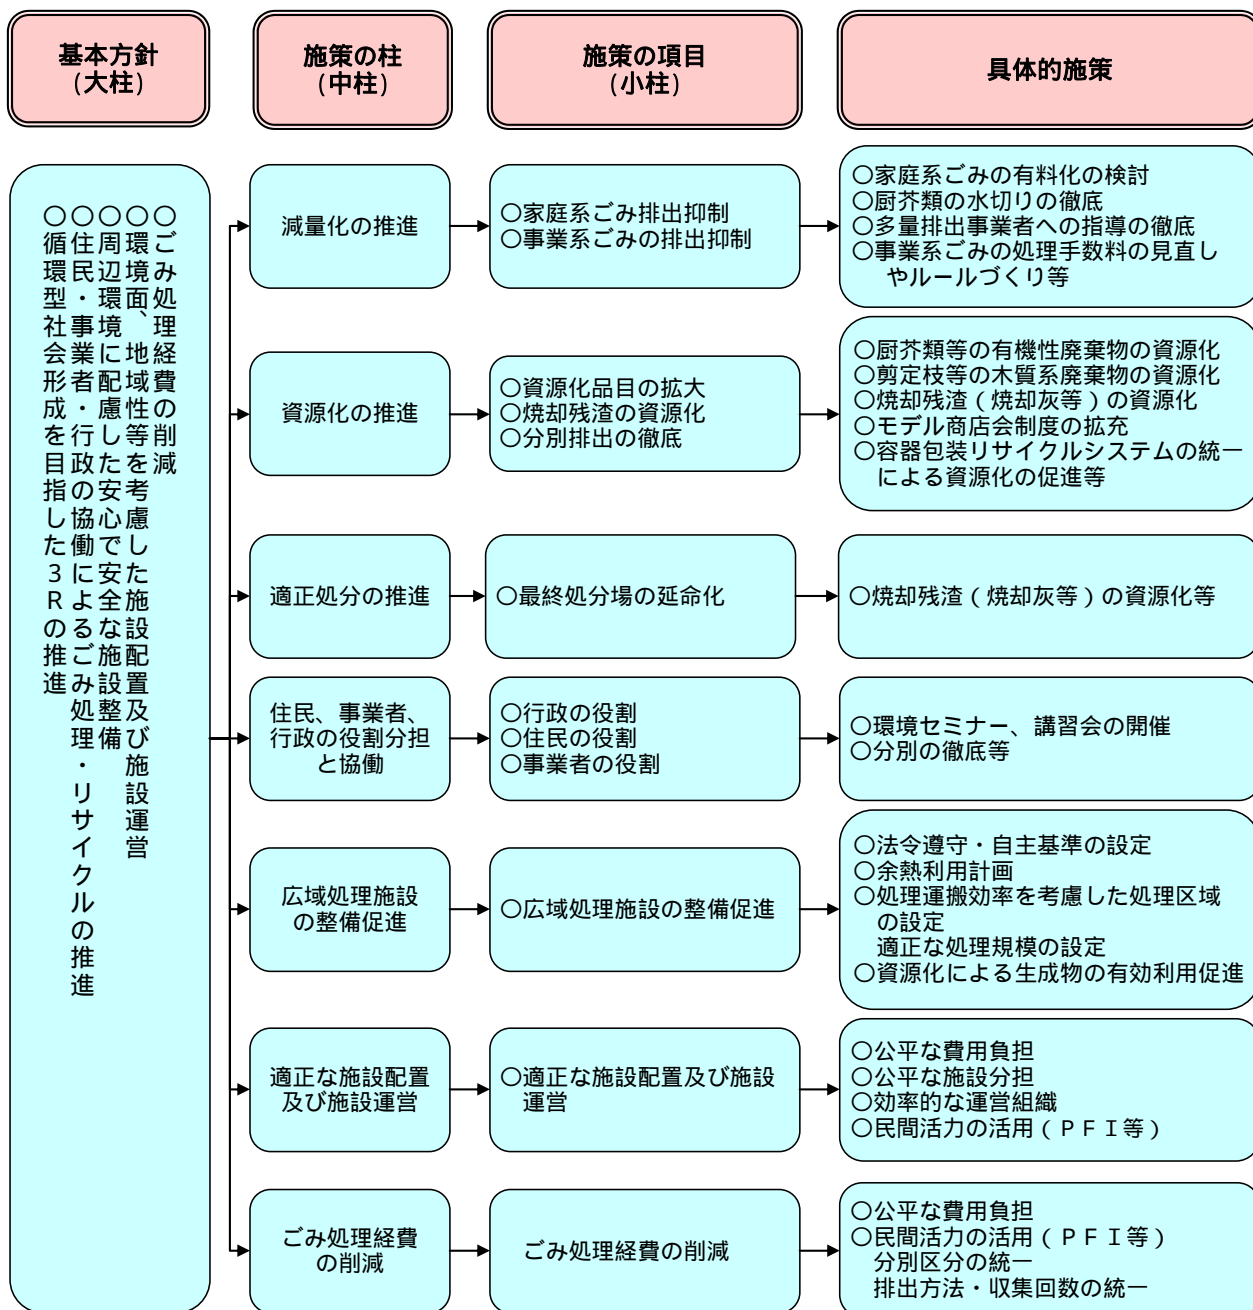 基本方針
(大柱)
施策の柱
(中柱)
施策の項目
(小柱)
具体的施策
○ごみ処理経費の削減
○環境面、地域性等を考慮した施設配置及び施設運営
○周辺環境に配慮した安心で安全な施設整備
○住民・事業者・行政の協働によるごみ処理・リサイクルの推進
○循環型社会形成を目指した3Rの推進
減量化の推進
○家庭系ごみ排出抑制
○事業系ごみの排出抑制
○家庭系ごみの有料化の検討
○厨芥類の水切りの徹底
○多量排出事業者への指導の徹底
○事業系ごみの処理手数料の見直し
やルールづくり等
資源化の推進
○資源化品目の拡大
○焼却残渣の資源化
○分別排出の徹底
○厨芥類等の有機性廃棄物の資源化
○剪定枝等の木質系廃棄物の資源化
○焼却残渣(焼却灰等)の資源化
○モデル商店会制度の拡充
○容器包装リサイクルシステムの統一
による資源化の促進等
適正処分の推進
○最終処分場の延命化
○焼却残渣(焼却灰等)の資源化等
住民、事業者、
行政の役割分担
と協働
○行政の役割
○住民の役割
○事業者の役割
○環境セミナー、講習会の開催
○分別の徹底等
広域処理施設
の整備促進
○広域処理施設の整備促進
○法令遵守・自主基準の設定
○余熱利用計画
○処理運搬効率を考慮した処理区域
の設定
適正な処理規模の設定
○資源化による生成物の有効利用促進
適正な施設配置
及び施設運営
○適正な施設配置及び施設
運営
○公平な費用負担
○公平な施設分担
○効率的な運営組織
○民間活力の活用(PFI等)
ごみ処理経費
の削減
ごみ処理経費の削減
○公平な費用負担
○民間活力の活用(PFI等)
分別区分の統一
排出方法・収集回数の統一